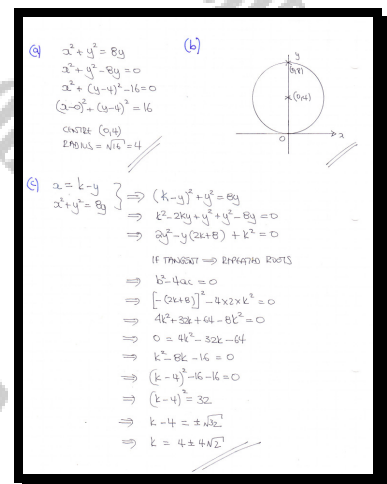 (a) x² + y² = 8y
x² + y² - 8y = 0
x² + (y-4)² - 16 = 0
(x-0)² + (y-4)² = 16
CENTRE (0,4)
RADIUS = √16 = 4
(b)
y
(0,8)
(0,4)
O
x
(c) x = k - y
x² + y² = 8y
⇒ (k-y)² + y² = 8y
⇒ k² - 2ky + y² + y² - 8y = 0
⇒ 2y² - y(2k+8) + k² = 0
IF TANGENT ⇒ REPEATED ROOTS
⇒ b² - 4ac = 0
⇒ [-(2k+8)]² - 4×2×k² = 0
⇒ 4k² + 32k + 64 - 8k² = 0
⇒ 0 = 4k² - 32k - 64
⇒ k² - 8k - 16 = 0
⇒ (k-4)² - 16 - 16 = 0
⇒ (k-4)² = 32
⇒ k - 4 = ± √32
⇒ k = 4 ± 4√2